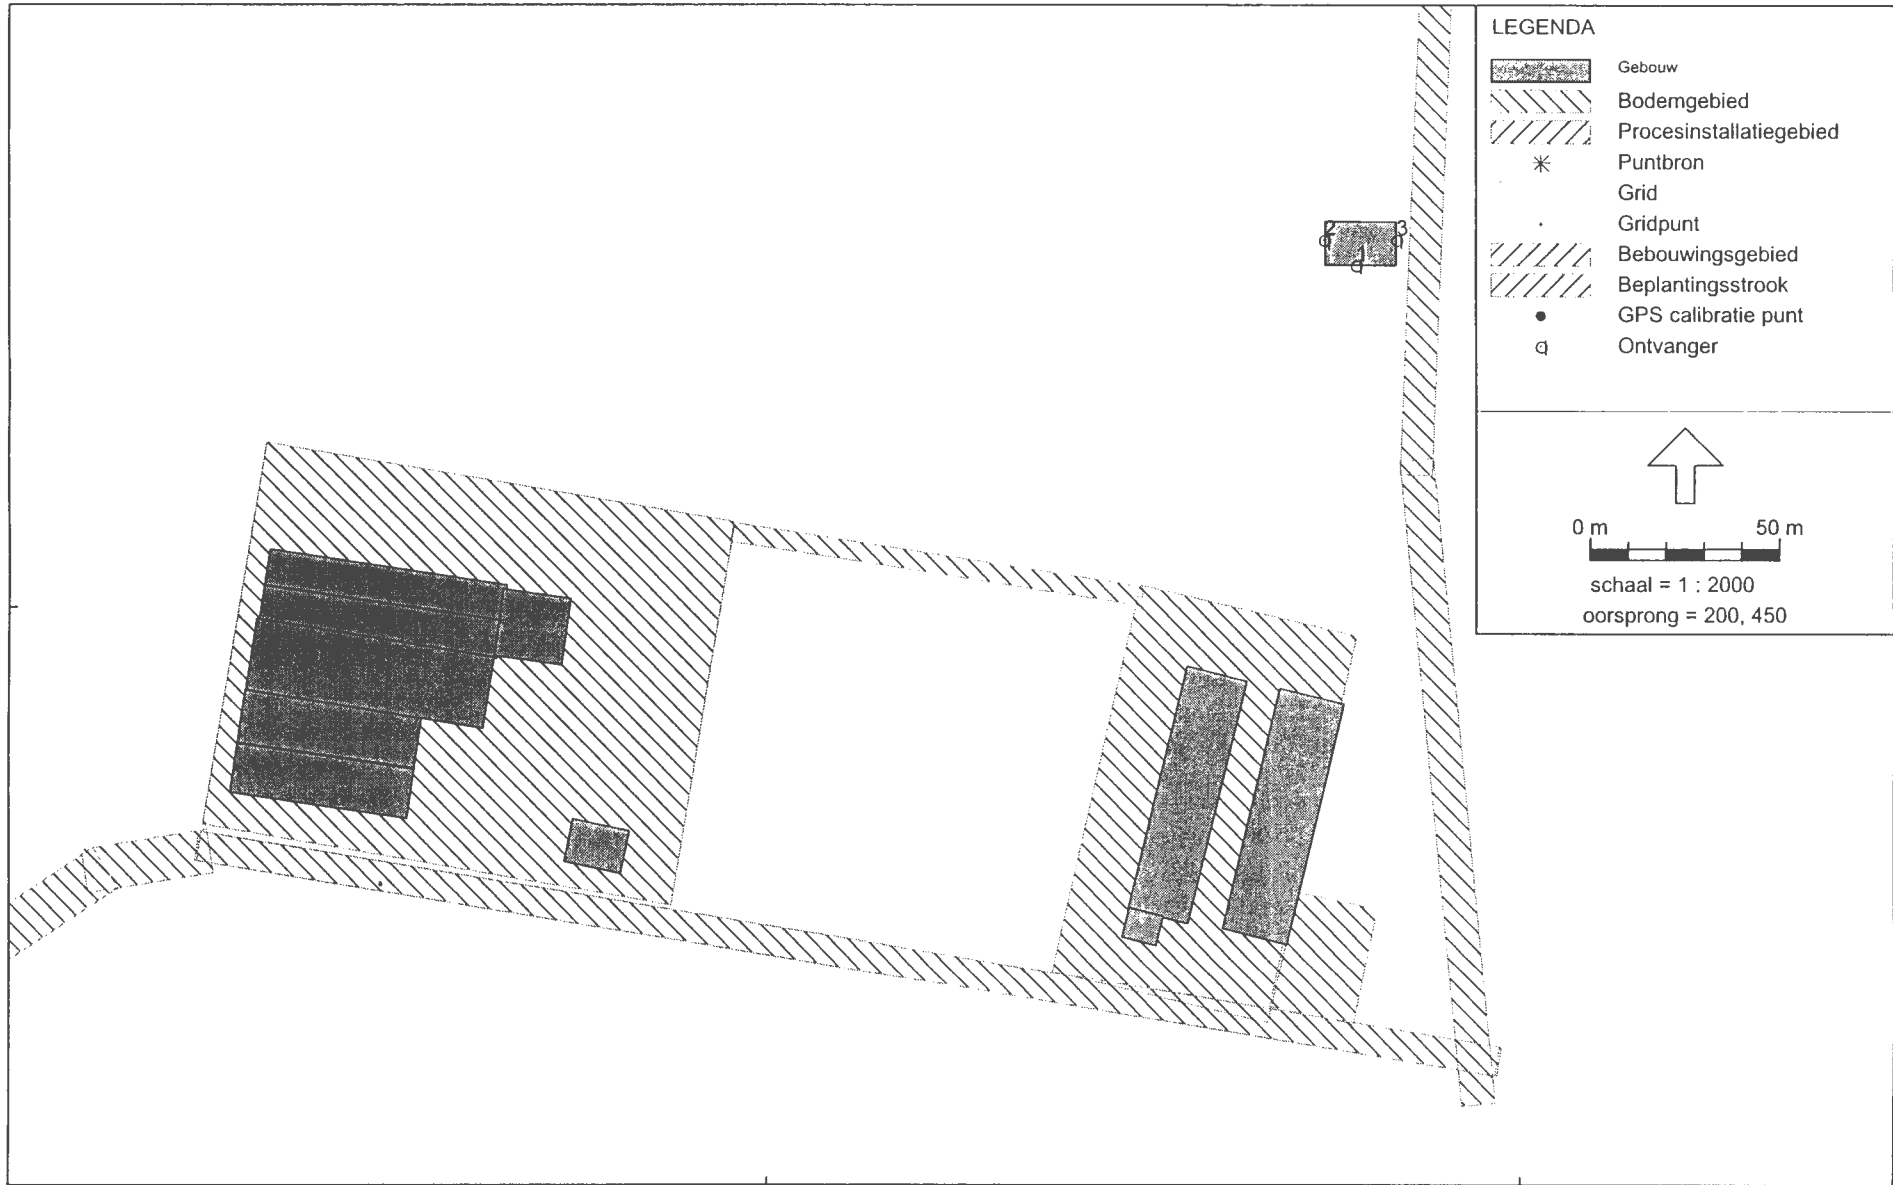 LEGENDA
Gebouw
Bodemgebied
Procesinstallatiegebied
Puntbron
Grid
Gridpunt
Bebouwingsgebied
Beplantingsstrook
GPS calibratie punt
Ontvanger
2
3
1
0 m 50 m
schaal = 1 : 2000
oorsprong = 200, 450